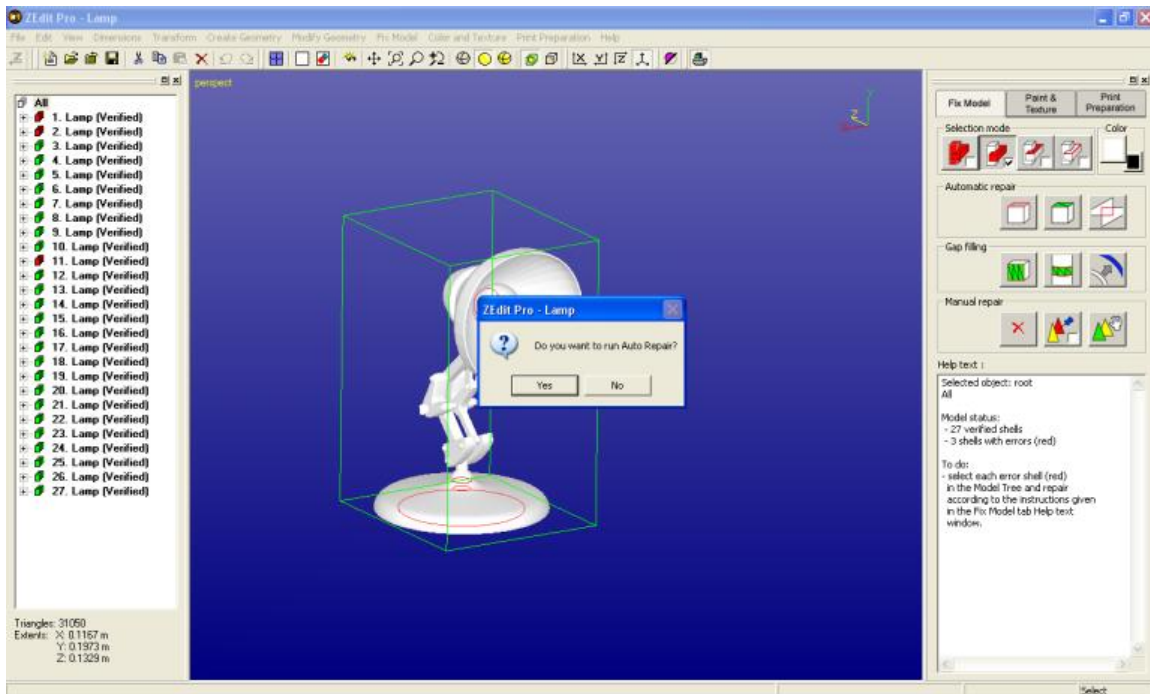 ZEdit Pro - Lamp
File Edit View Dimensions Transform Create Geometry Modify Geometry Fix Model Color and Texture Print Preparation Help
perspect
Y
Z
All
1. Lamp (Verified)
2. Lamp (Verified)
3. Lamp (Verified)
4. Lamp (Verified)
5. Lamp (Verified)
6. Lamp (Verified)
7. Lamp (Verified)
8. Lamp (Verified)
9. Lamp (Verified)
10. Lamp (Verified)
11. Lamp (Verified)
12. Lamp (Verified)
13. Lamp (Verified)
14. Lamp (Verified)
15. Lamp (Verified)
16. Lamp (Verified)
17. Lamp (Verified)
18. Lamp (Verified)
19. Lamp (Verified)
20. Lamp (Verified)
21. Lamp (Verified)
22. Lamp (Verified)
23. Lamp (Verified)
24. Lamp (Verified)
25. Lamp (Verified)
26. Lamp (Verified)
27. Lamp (Verified)
Triangles: 31050
Extents: X: 0.1167 m
Y: 0.1973 m
Z: 0.1329 m
ZEdit Pro - Lamp
Do you want to run Auto Repair?
Yes No
Fix Model
Paint &
Texture
Print
Preparation
Selection mode
Color
Automatic repair
Gap filling
Manual repair
Help text :
Selected object: root
All
Model status:
- 27 verified shells
- 3 shells with errors (red)
To do:
- select each error shell (red)
in the Model Tree and repair
according to the instructions given
in the Fix Model tab Help text
window.
Select